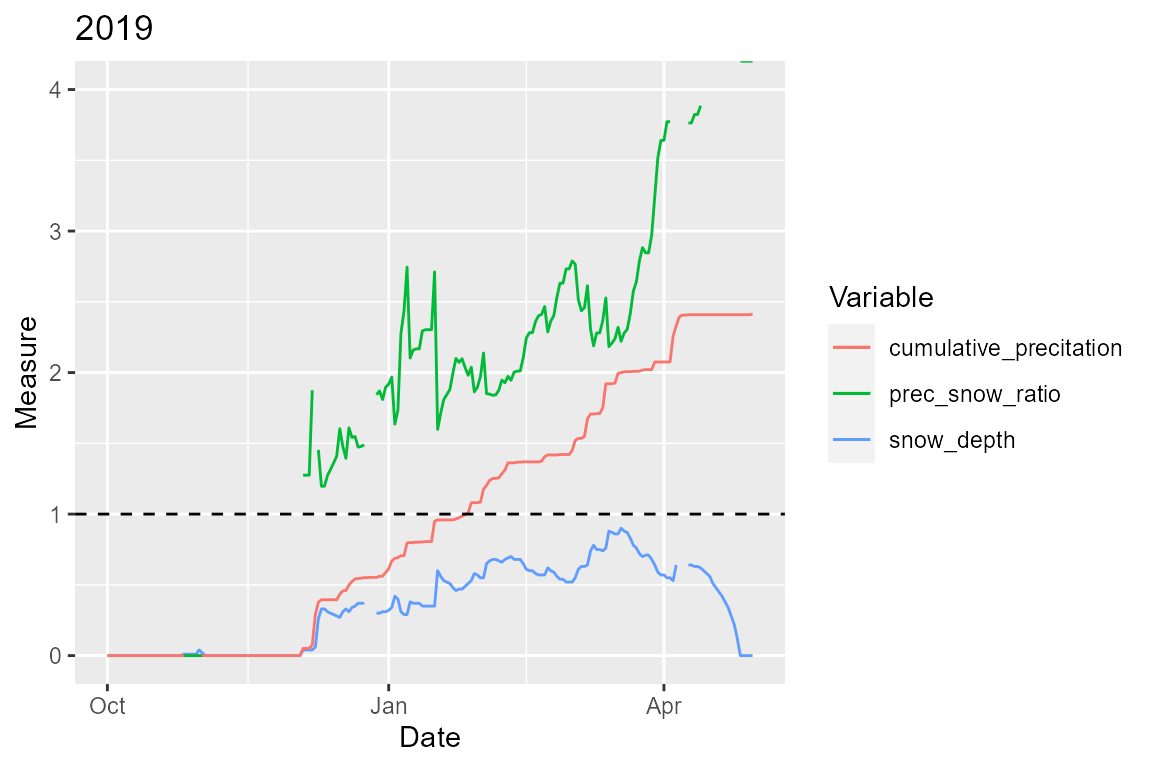 2019
4
3
2
1
0
Measure
Oct
Jan
Apr
Date
Variable
cumulative_precitation
prec_snow_ratio
snow_depth